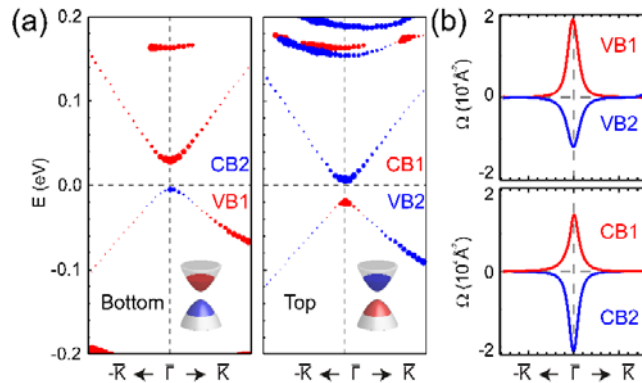 (a)
(b)
E (eV)
0.2
0.1
0.0
-0.1
-0.2
CB2
VB1
Bottom
CB1
VB2
Top
-K̅ ← Γ̅ → K̅
-K̅ ← Γ̅ → K̅
Ω (10⁴Å²)
2
0
-2
VB1
VB2
Ω (10⁴Å²)
2
0
-2
CB1
CB2
-K̅ ← Γ̅ → K̅